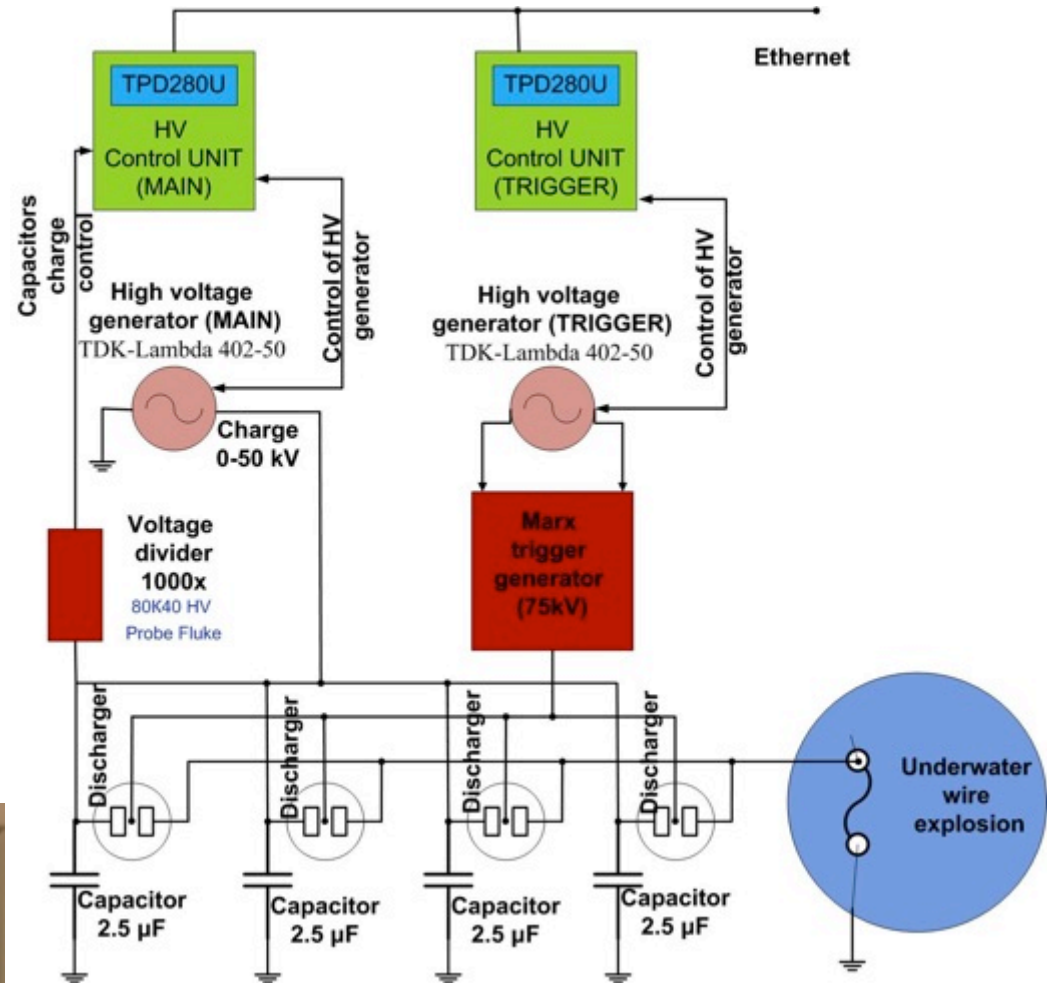 Ethernet
TPD280U
HV
Control UNIT
(MAIN)
TPD280U
HV
Control UNIT
(TRIGGER)
Capacitors
charge
control
Control of HV
generator
Control of HV
generator
High voltage
generator (MAIN)
TDK-Lambda 402-50
High voltage
generator (TRIGGER)
TDK-Lambda 402-50
Charge
0-50 kV
Voltage
divider
1000x
80K40 HV
Probe Fluke
Marx
trigger
generator
(75kV)
Discharger
Discharger
Discharger
Discharger
Underwater
wire
explosion
Capacitor
2.5 µF
Capacitor
2.5 µF
Capacitor
2.5 µF
Capacitor
2.5 µF